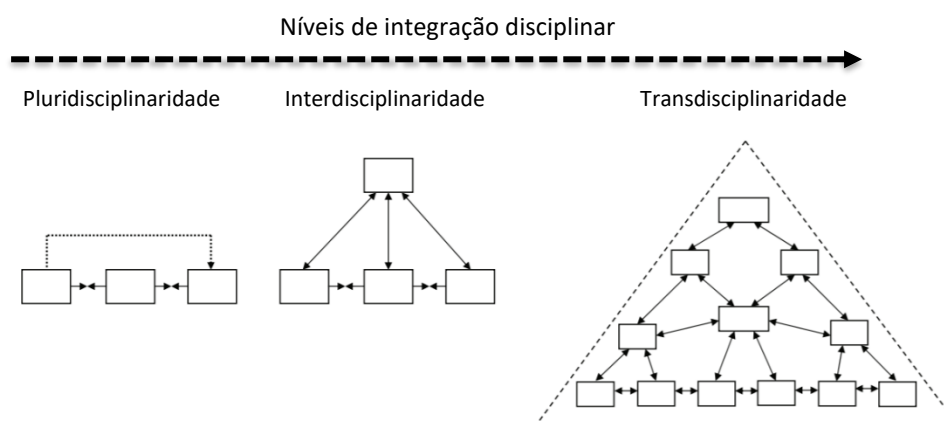 Níveis de integração disciplinar
Pluridisciplinaridade Interdisciplinaridade Transdisciplinaridade